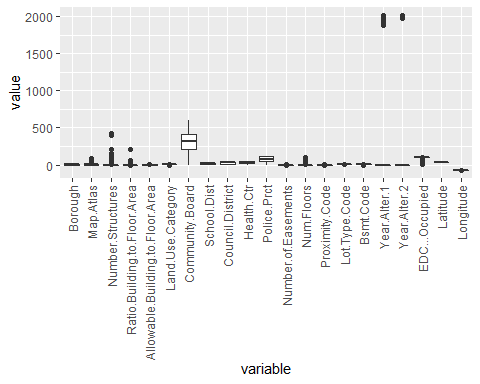 2000
1500
1000
500
0
value
Borough
Map.Atlas
Number.Structures
Ratio.Building.to.Floor.Area
Allowable.Building.to.Floor.Area
Land.Use.Category
Community.Board
School.Dist
Council.District
Health.Ctr
Police.Prct
Number.of.Easements
Num.Floors
Proximity.Code
Lot.Type.Code
Bsmt.Code
Year.Alter.1
Year.Alter.2
EDC...Occupied
Latitude
Longitude
variable